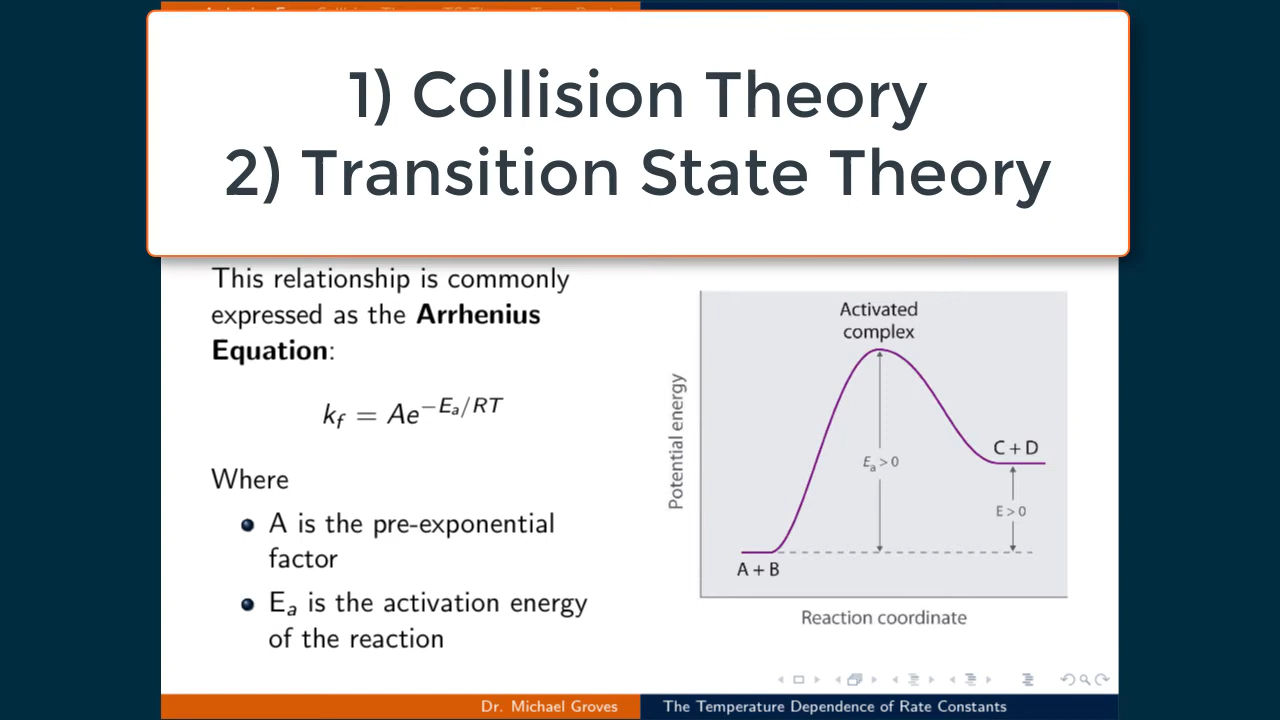 1) Collision Theory
2) Transition State Theory
This relationship is commonly
expressed as the Arrhenius
Equation:
k_f = Ae^{−E_a/RT}
Where
A is the pre-exponential
factor
E_a is the activation energy
of the reaction
Activated
complex
Potential energy
E_a > 0
C + D
E > 0
A + B
Reaction coordinate
Dr. Michael Groves
The Temperature Dependence of Rate Constants